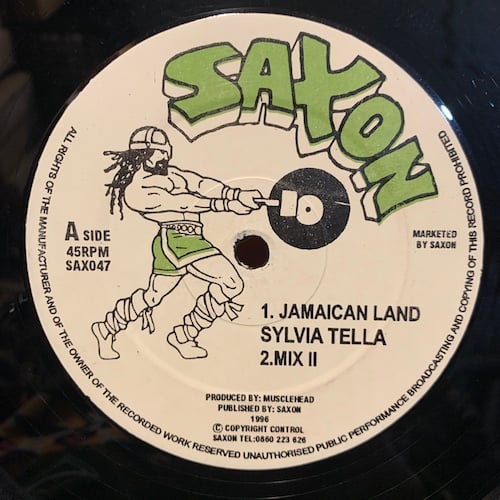 SAXON
A SIDE
45RPM
SAX047
MARKETED
BY SAXON
1. JAMAICAN LAND
SYLVIA TELLA
2.MIX II
PRODUCED BY: MUSCLEHEAD
PUBLISHED BY: SAXON
1996
© COPYRIGHT CONTROL
SAXON TEL:0860 223 626
ALL RIGHTS OF THE MANUFACTURER AND OF THE OWNER OF THE RECORDED WORK RESERVED UNAUTHORISED PUBLIC PERFORMANCE BROADCASTING AND COPYING OF THIS RECORD PROHIBITED